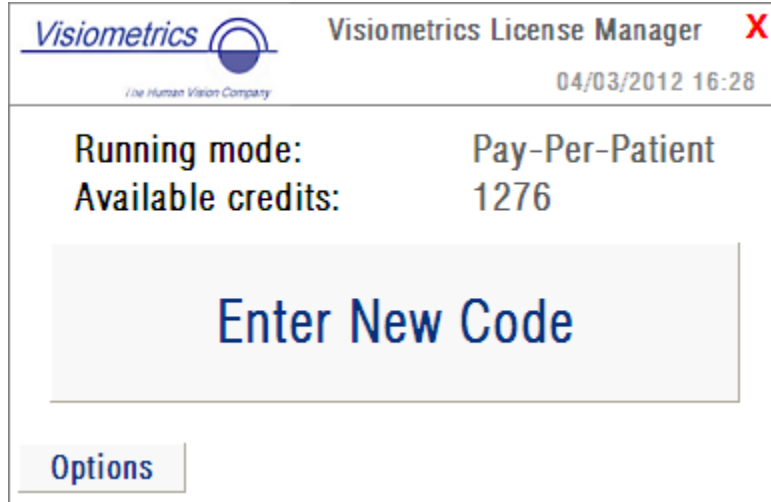 Visiometrics
The Human Vision Company
Visiometrics License Manager X
04/03/2012 16:28
Running mode: Pay-Per-Patient
Available credits: 1276
Enter New Code
Options